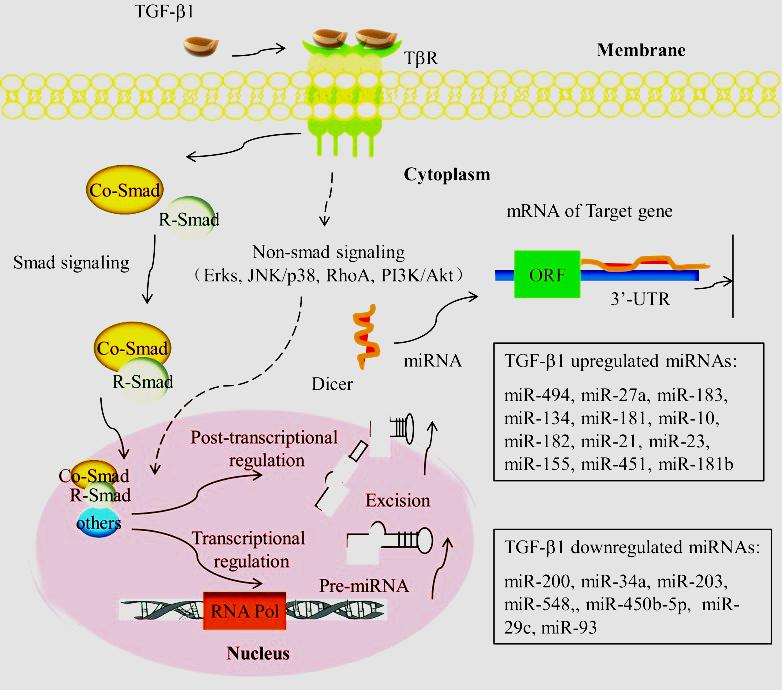 TGF-β1
TβR
Membrane
Cytoplasm
Co-Smad
R-Smad
Smad signaling
Non-smad signaling
(Erks, JNK/p38, RhoA, PI3K/Akt)
mRNA of Target gene
ORF
3’-UTR
miRNA
Dicer
Co-Smad
R-Smad
TGF-β1 upregulated miRNAs:
miR-494, miR-27a, miR-183,
miR-134, miR-181, miR-10,
miR-182, miR-21, miR-23,
miR-155, miR-451, miR-181b
Post-transcriptional
regulation
Co-Smad
R-Smad
others
Excision
Transcriptional
regulation
Pre-miRNA
RNA Pol
Nucleus
TGF-β1 downregulated miRNAs:
miR-200, miR-34a, miR-203,
miR-548,, miR-450b-5p, miR-
29c, miR-93